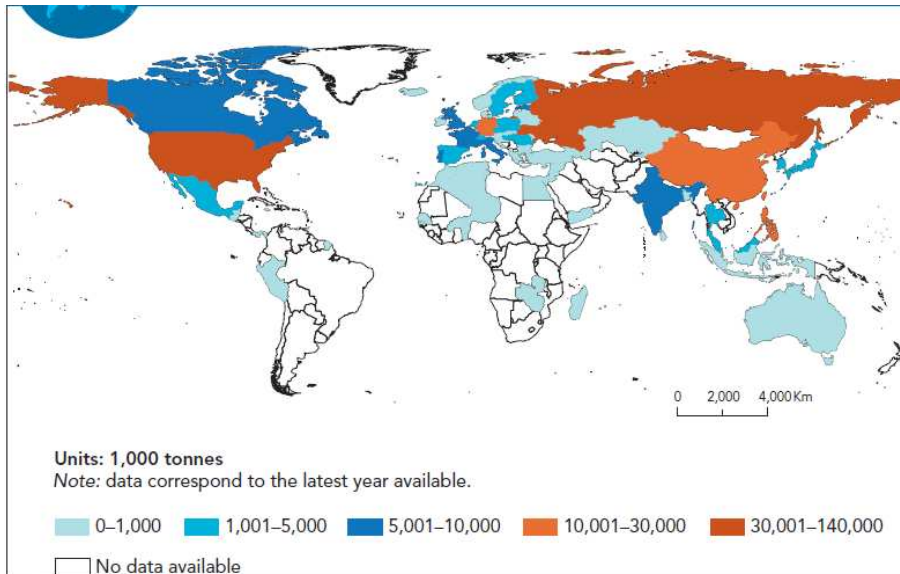 0 2,000 4,000Km
Units: 1,000 tonnes
Note: data correspond to the latest year available.
0–1,000 1,001–5,000 5,001–10,000 10,001–30,000 30,001–140,000
No data available